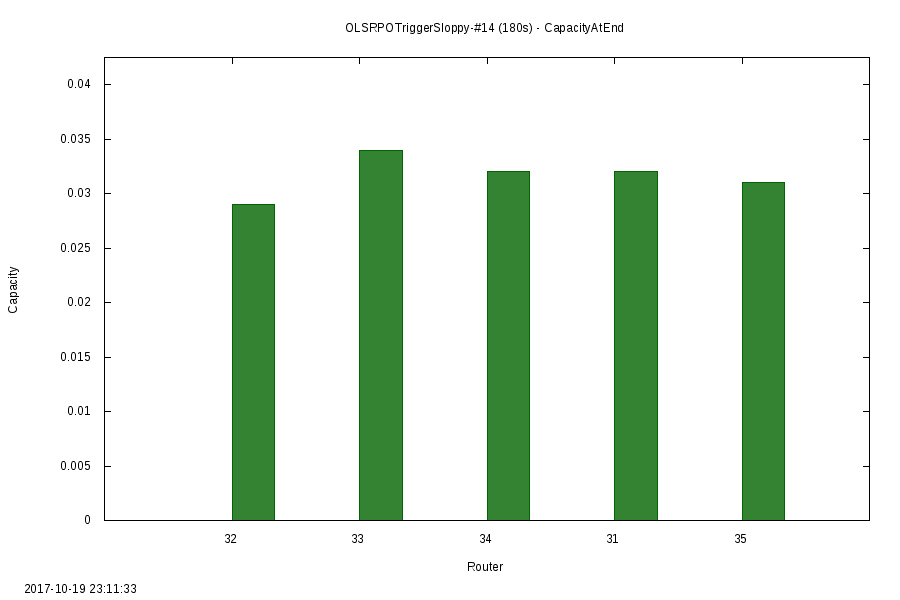 OLSRPOTriggerSloppy-#14 (180s) - CapacityAtEnd
0.04
0.035
0.03
0.025
0.02
0.015
0.01
0.005
0
Capacity
32 33 34 31 35
Router
2017-10-19 23:11:33